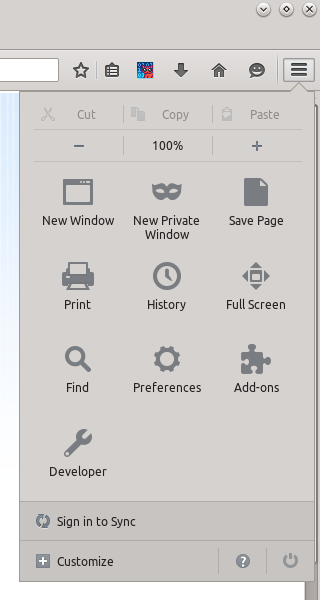 Cut Copy Paste
− 100% +
New Window New Private Window Save Page
Print History Full Screen
Find Preferences Add-ons
Developer
Sign in to Sync
Customize ?